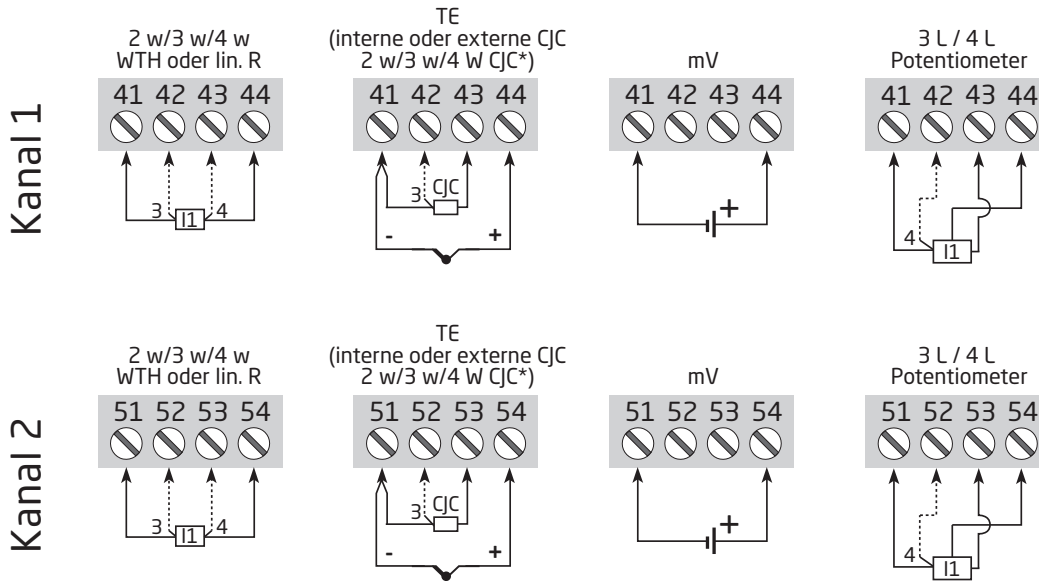 Kanal 1
2 w/3 w/4 w
WTH oder lin. R
41 42 43 44
3 I1 4
TE
(interne oder externe CJC
2 w/3 w/4 W CJC*)
41 42 43 44
3 CJC
- +
mV
41 42 43 44
+
3 L / 4 L
Potentiometer
41 42 43 44
4 I1
Kanal 2
2 w/3 w/4 w
WTH oder lin. R
51 52 53 54
3 I1 4
TE
(interne oder externe CJC
2 w/3 w/4 W CJC*)
51 52 53 54
3 CJC
- +
mV
51 52 53 54
+
3 L / 4 L
Potentiometer
51 52 53 54
4 I1